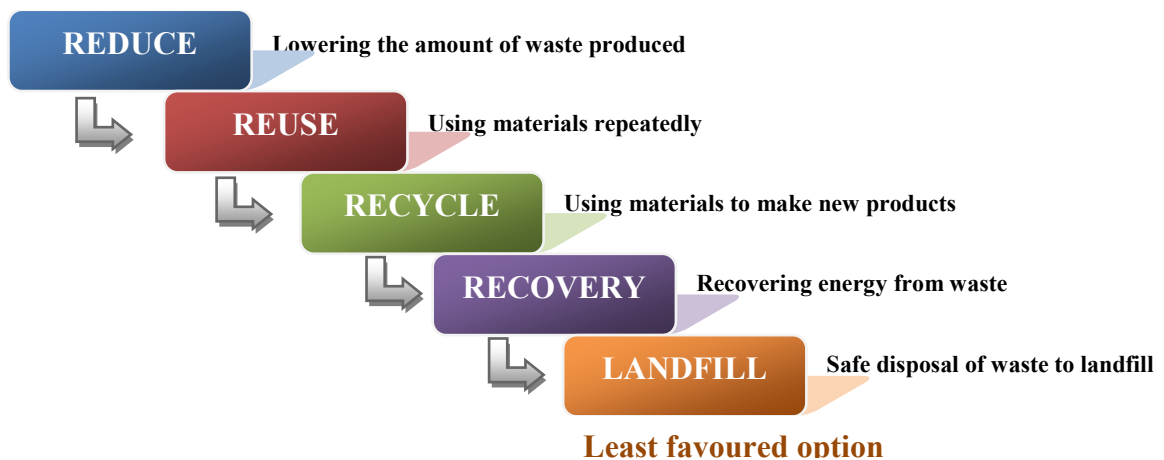 REDUCE
Lowering the amount of waste produced
REUSE
Using materials repeatedly
RECYCLE
Using materials to make new products
RECOVERY
Recovering energy from waste
LANDFILL
Safe disposal of waste to landfill
Least favoured option